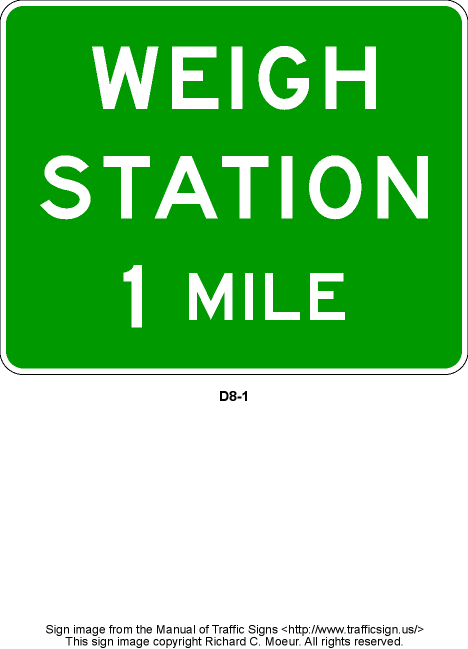 WEIGH
STATION
1 MILE
D8-1
Sign image from the Manual of Traffic Signs <http://www.trafficsign.us/>
This sign image copyright Richard C. Moeur. All rights reserved.